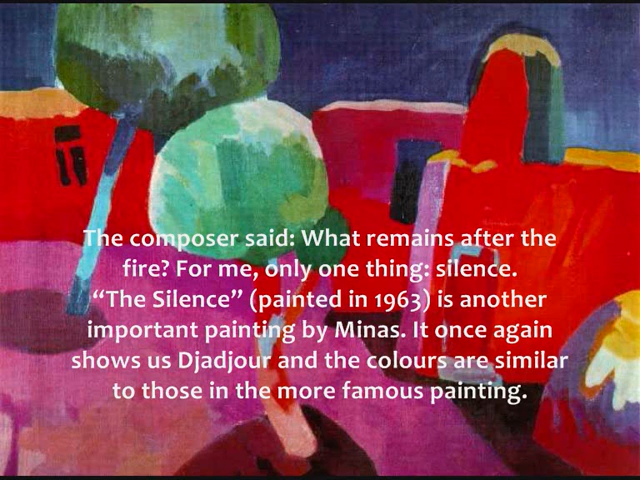 The composer said: What remains after the
fire? For me, only one thing: silence.
“The Silence” (painted in 1963) is another
important painting by Minas. It once again
shows us Djadjour and the colours are similar
to those in the more famous painting.